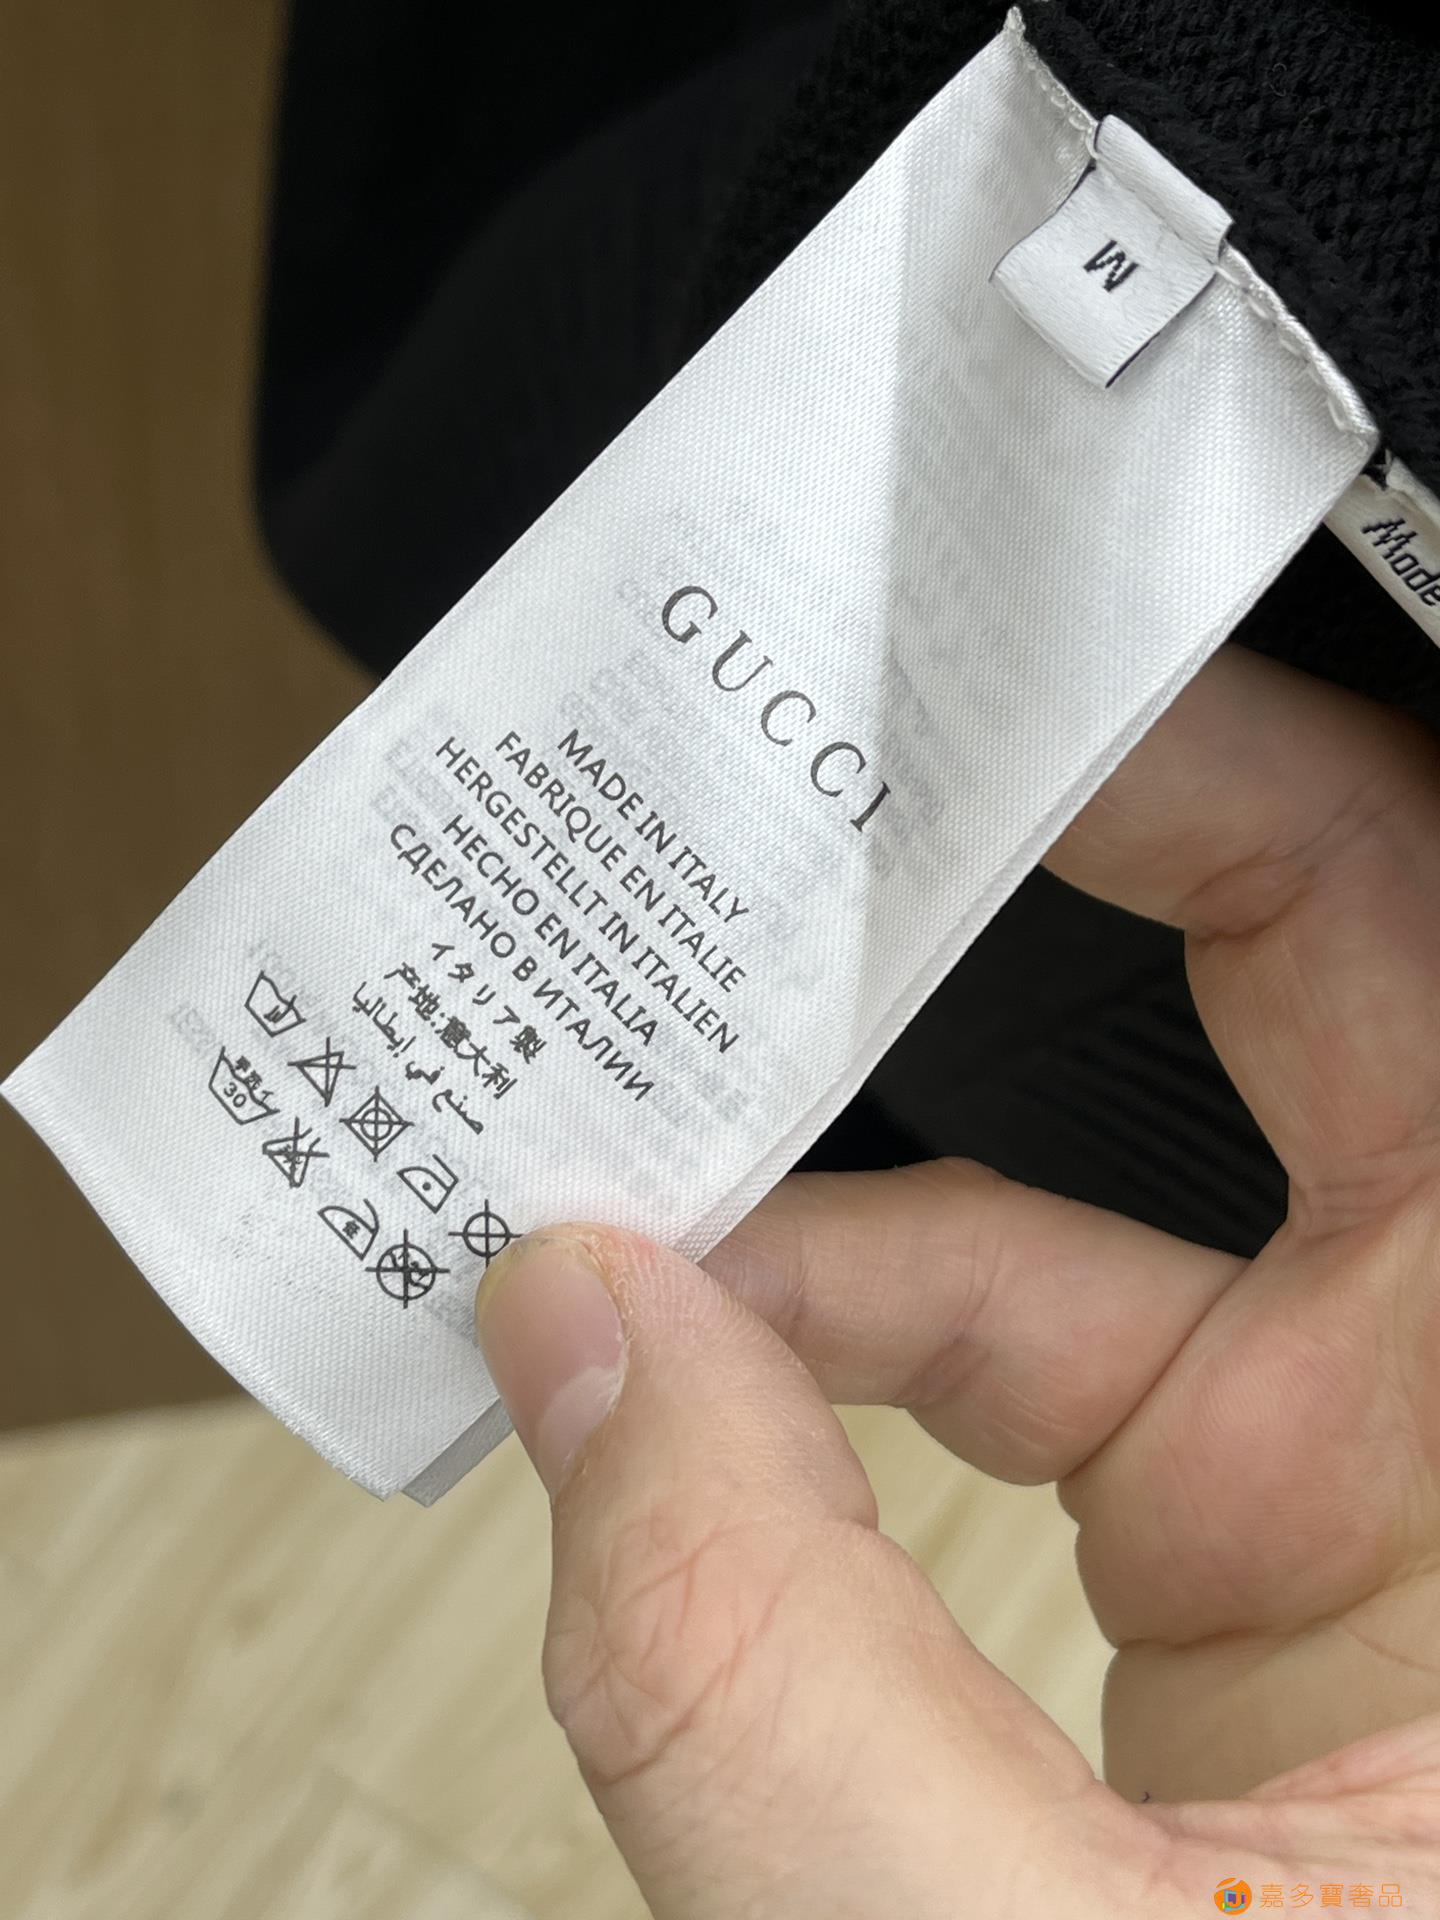 M
Mode
GUCCI
MADE IN ITALY
FABRIQUE EN ITALIE
HERGESTELLT IN ITALIEN
HECHO EN ITALIA
СДЕЛАНО В ИТАЛИИ
イタリア製
产地:意大利
صنع في إيطاليا
30
嘉多寶奢品